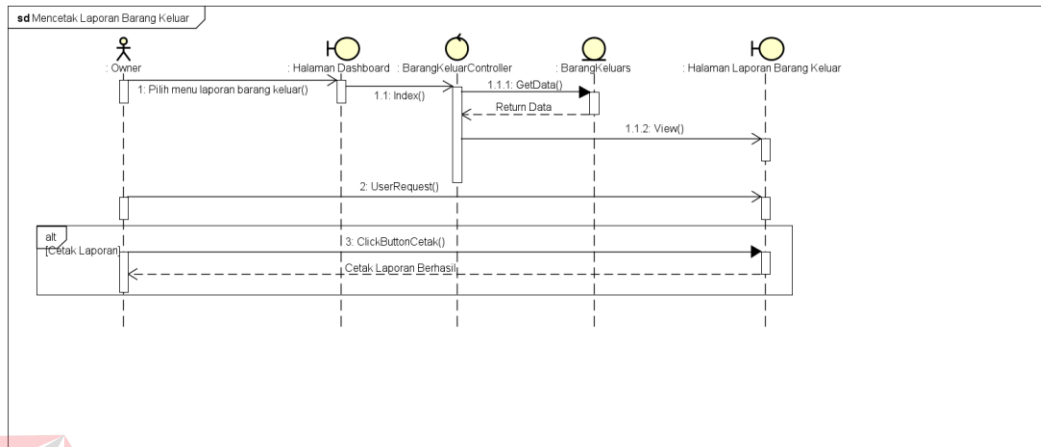 sd Mencetak Laporan Barang Keluar
: Owner
: Halaman Dashboard
: BarangKeluarController
: BarangKeluars
: Halaman Laporan Barang Keluar
1: Pilih menu laporan barang keluar()
1.1: Index()
1.1.1: GetData()
Return Data
1.1.2: View()
2: UserRequest()
alt
[Cetak Laporan]
3: ClickButtonCetak()
Cetak Laporan Berhasil